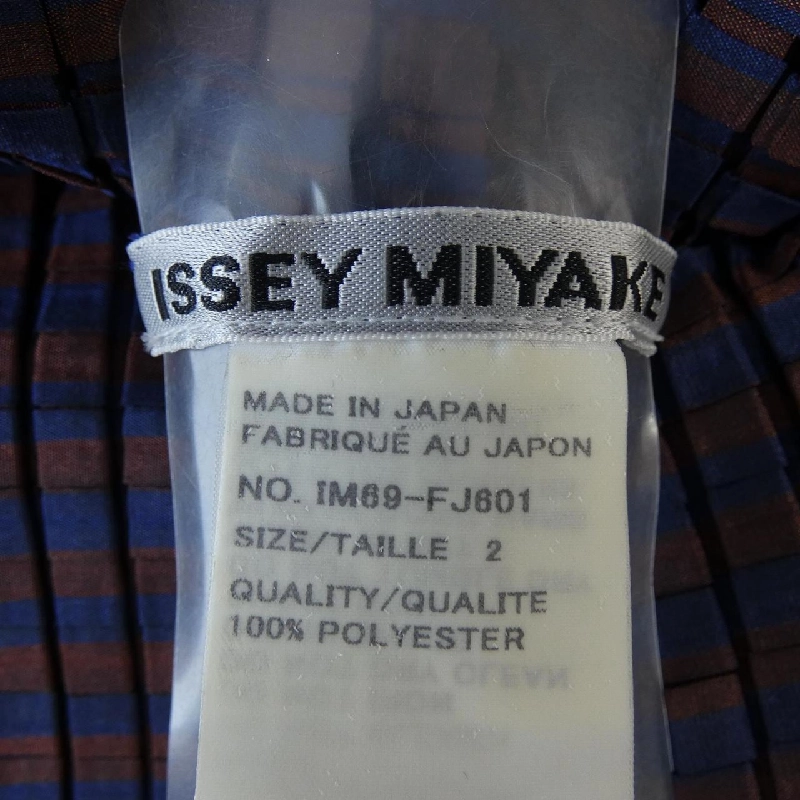 ISSEY MIYAKE
MADE IN JAPAN
FABRIQUÉ AU JAPON
NO. IM69-FJ601
SIZE/TAILLE 2
QUALITY/QUALITE
100% POLYESTER